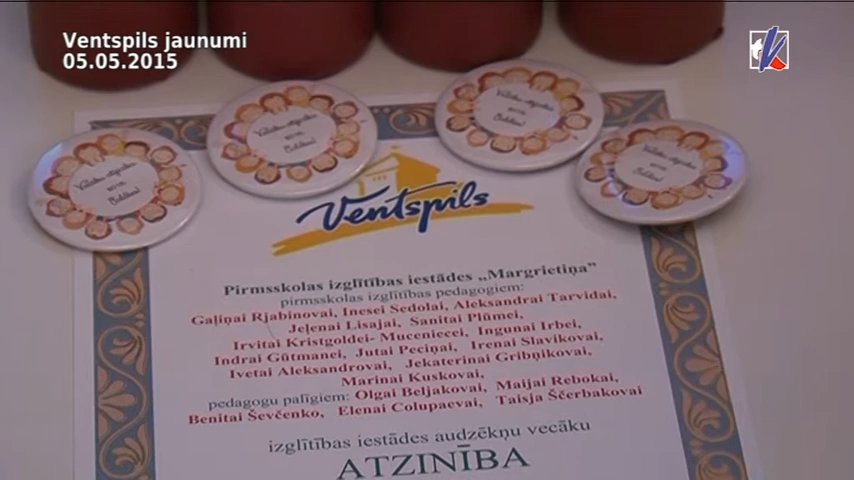 Ventspils jaunumi
05.05.2015
Ventspils
Pirmsskolas izglītības iestādes „Margrietiņa”
pirmsskolas izglītības pedagogiem:
Gaļiņai Rjabinovai, Inesei Sedolai, Aleksandrai Tarvidai,
Jeļenai Lisajai, Sanitai Plūmei,
Irvitai Kristgoldei- Muceniecei, Ingunai Irbei,
Indrai Gūtmanei, Jutai Peciņai, Irenai Slavikovai,
Ivetai Aleksandrovai, Jekaterinai Gribņikovai,
Marinai Kuskovai,
pedagogu palīgiem: Olgai Beljakovai, Maijai Rebokai,
Benitai Ševčenko, Elenai Colupaevai, Taisja Ščerbakovai
izglītības iestādes audzēkņu vecāku
ATZINĪBA